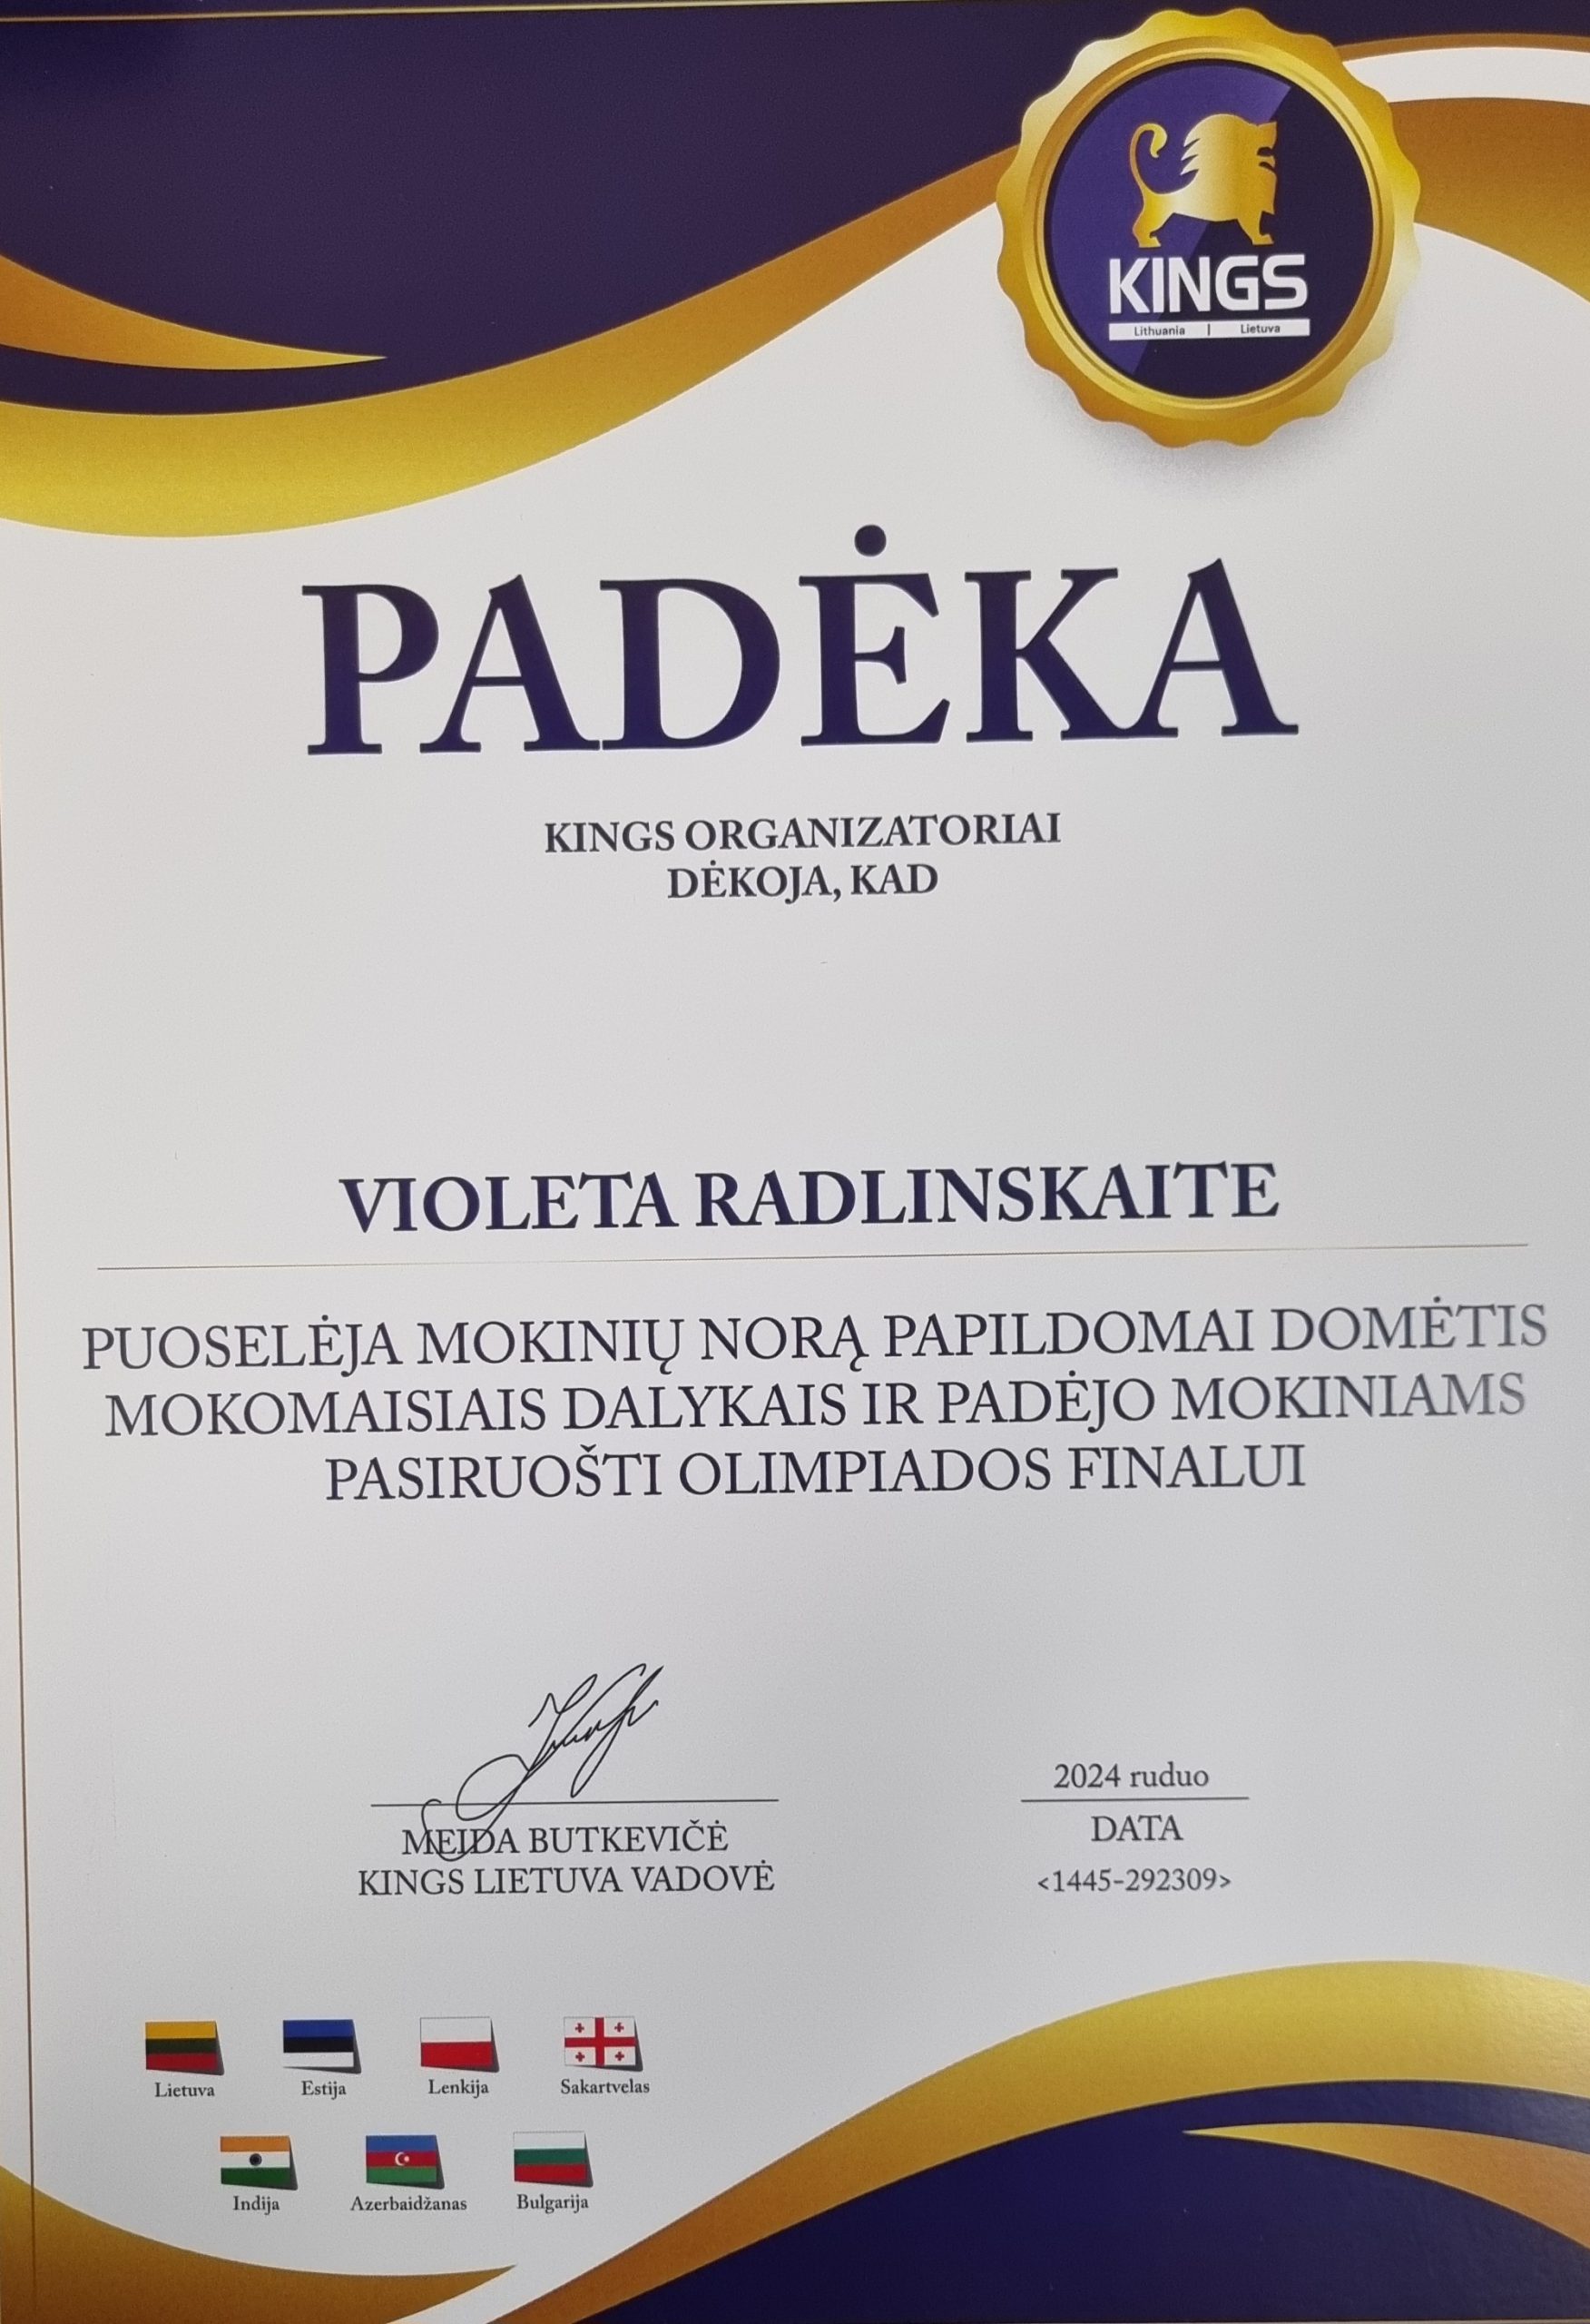 KINGS
Lithuania | Lietuva
PADĖKA
KINGS ORGANIZATORIAI
DĖKOJA, KAD
VIOLETA RADLINSKAITE
PUOSELĖJA MOKINIŲ NORĄ PAPILDOMAI DOMĖTIS
MOKOMAISIAIS DALYKAIS IR PADĖJO MOKINIAMS
PASIRUOŠTI OLIMPIADOS FINALUI
2024 ruduo
MEIDA BUTKEVIČĖ
DATA
KINGS LIETUVA VADOVĖ
<1445-292309>
Lietuva Estija Lenkija Sakartvelas
Indija Azerbaidžanas Bulgarija